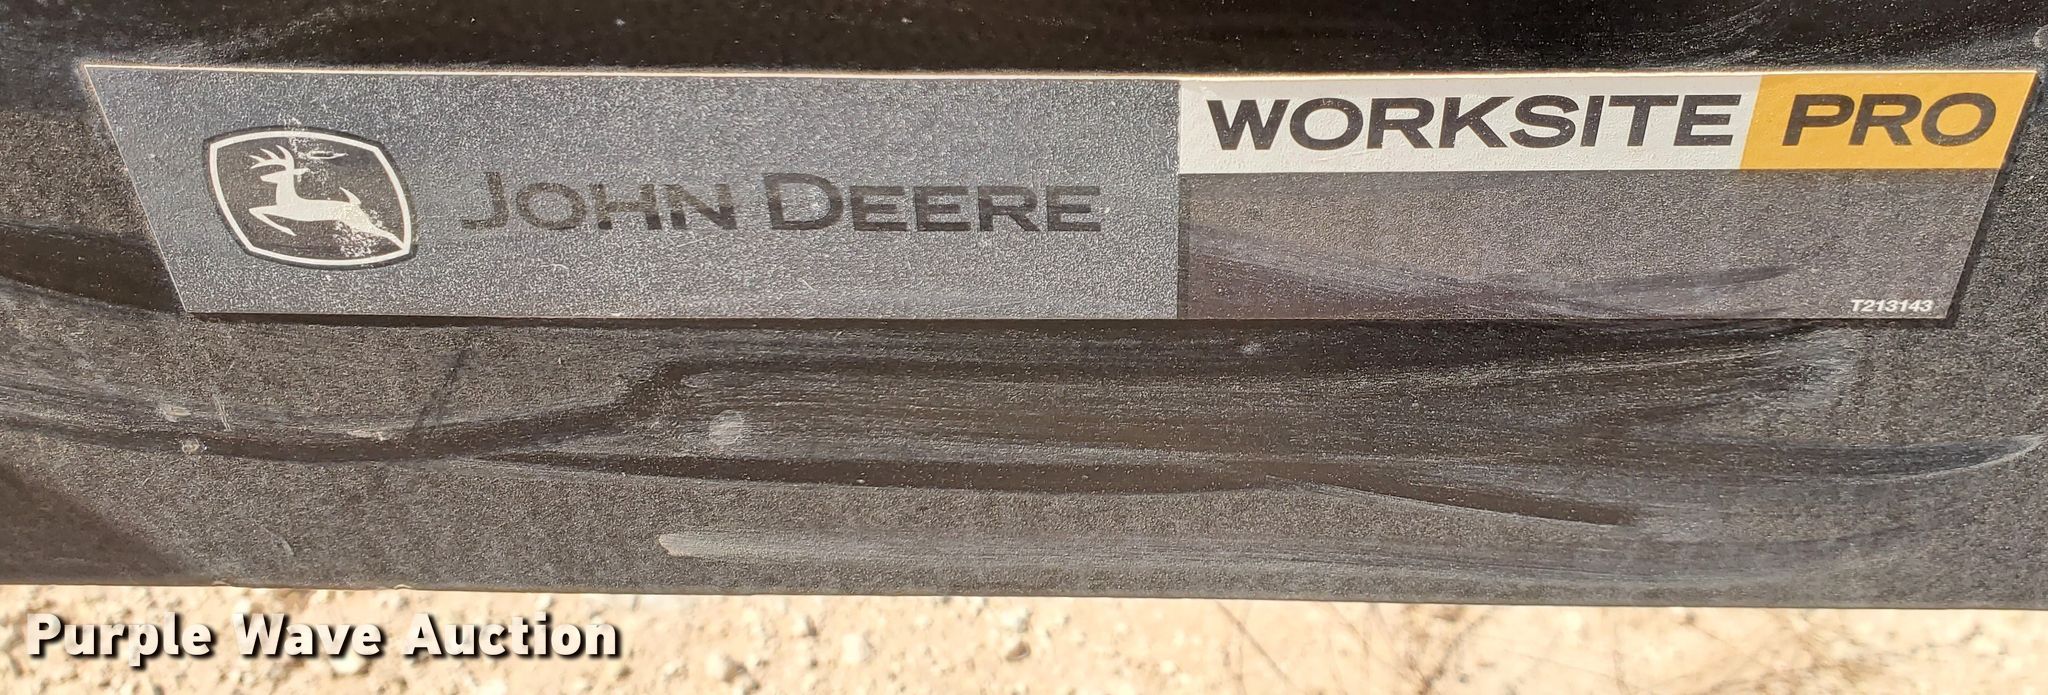 JOHN DEERE
WORKSITE PRO
T213143
Purple Wave Auction